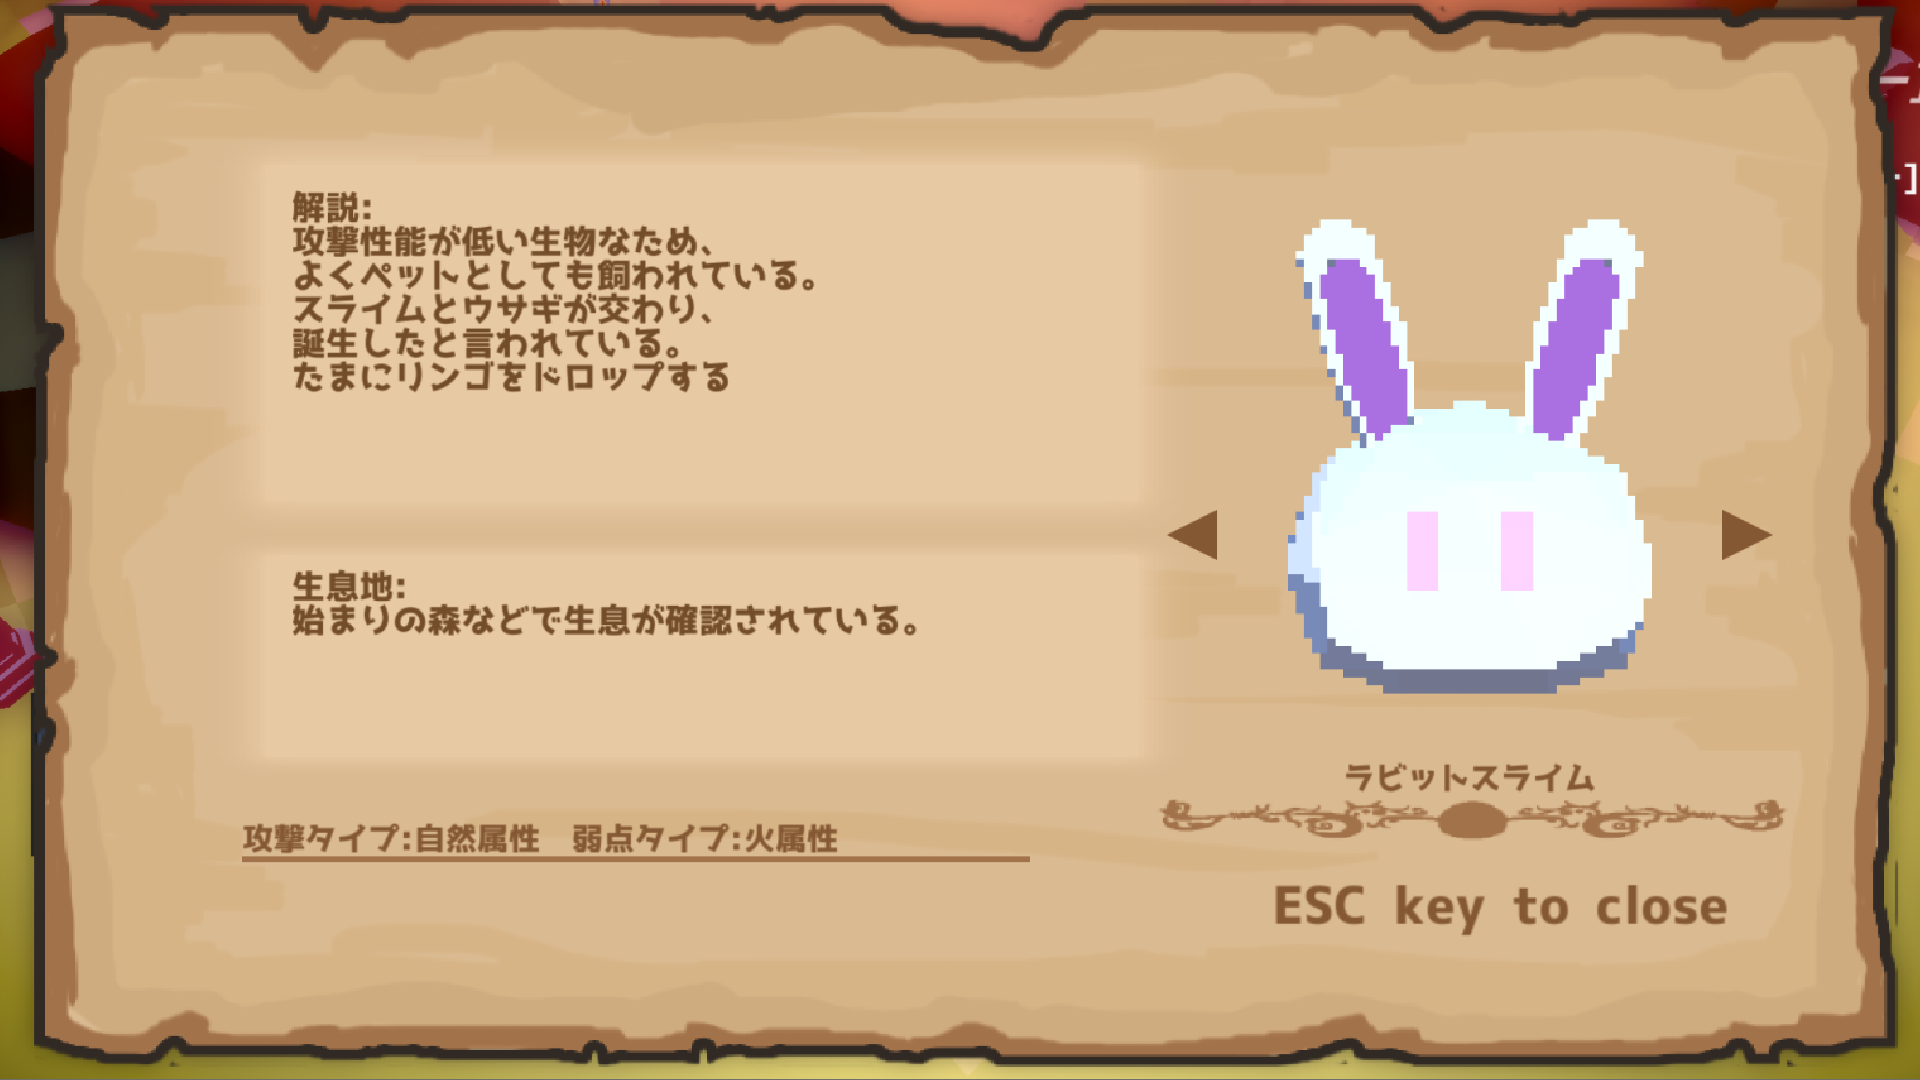 解説:
攻撃性能が低い生物なため、
よくペットとしても飼われている。
スライムとウサギが交わり、
誕生したと言われている。
たまにリンゴをドロップする
生息地:
始まりの森などで生息が確認されている。
攻撃タイプ:自然属性　弱点タイプ:火属性
ラビットスライム
ESC key to close